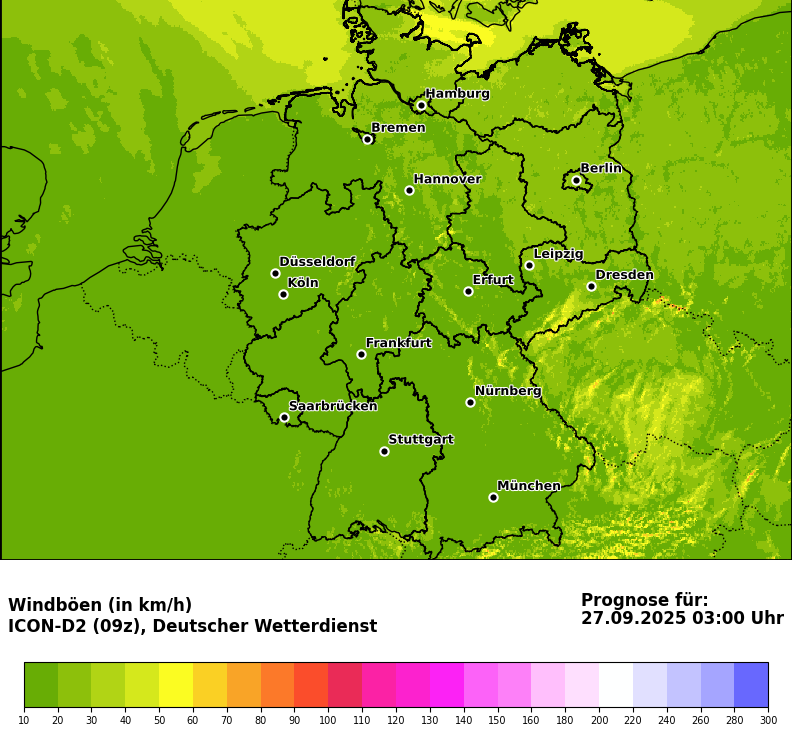 Hamburg
Bremen
Berlin
Hannover
Leipzig
Düsseldorf
Dresden
Köln
Erfurt
Frankfurt
Nürnberg
Saarbrücken
Stuttgart
München
Windböen (in km/h)
ICON-D2 (09z), Deutscher Wetterdienst
Prognose für:
27.09.2025 03:00 Uhr
10 20 30 40 50 60 70 80 90 100 110 120 130 140 150 160 180 200 220 240 260 280 300